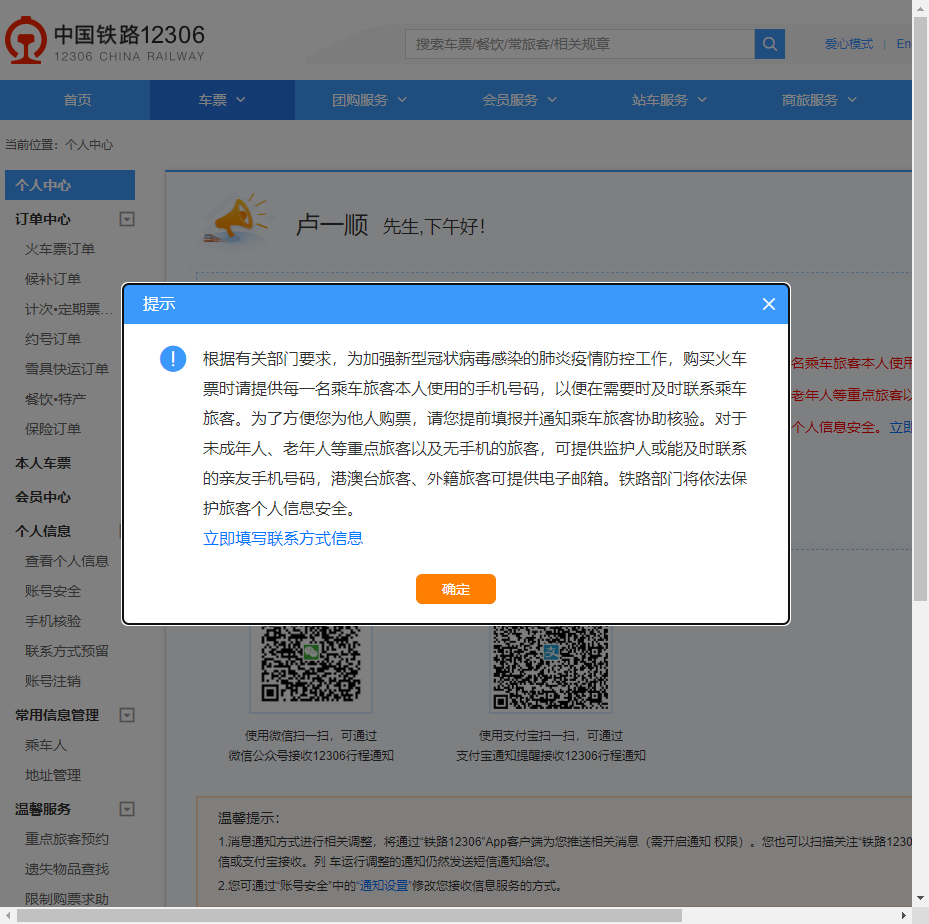 中国铁路12306
12306 CHINA RAILWAY
搜索车票/餐饮/常旅客/相关规章
爱心模式 | En
首页 车票 团购服务 会员服务 站车服务 商旅服务
当前位置：个人中心
个人中心
订单中心
火车票订单
候补订单
计次•定期票…
约号订单
雪具快运订单
餐饮•特产
保险订单
本人车票
会员中心
个人信息
查看个人信息
账号安全
手机核验
联系方式预留
账号注销
常用信息管理
乘车人
地址管理
温馨服务
重点旅客预约
遗失物品查找
限制购票求助
卢一顺 先生,下午好！
名乘车旅客本人使用
老年人等重点旅客以
个人信息安全。立即
提示
根据有关部门要求，为加强新型冠状病毒感染的肺炎疫情防控工作，购买火车
票时请提供每一名乘车旅客本人使用的手机号码，以便在需要时及时联系乘车
旅客。为了方便您为他人购票，请您提前填报并通知乘车旅客协助核验。对于
未成年人、老年人等重点旅客以及无手机的旅客，可提供监护人或能及时联系
的亲友手机号码，港澳台旅客、外籍旅客可提供电子邮箱。铁路部门将依法保
护旅客个人信息安全。
立即填写联系方式信息
确定
支
使用微信扫一扫，可通过
微信公众号接收12306行程通知
使用支付宝扫一扫，可通过
支付宝通知提醒接收12306行程通知
温馨提示：
1.消息通知方式进行相关调整，将通过“铁路12306”App客户端为您推送相关消息（需开启通知 权限）。您也可以扫描关注“铁路1230
信或支付宝接收。列 车运行调整的通知仍然发送短信通知给您。
2.您可通过“账号安全”中的“通知设置”修改您接收信息服务的方式。